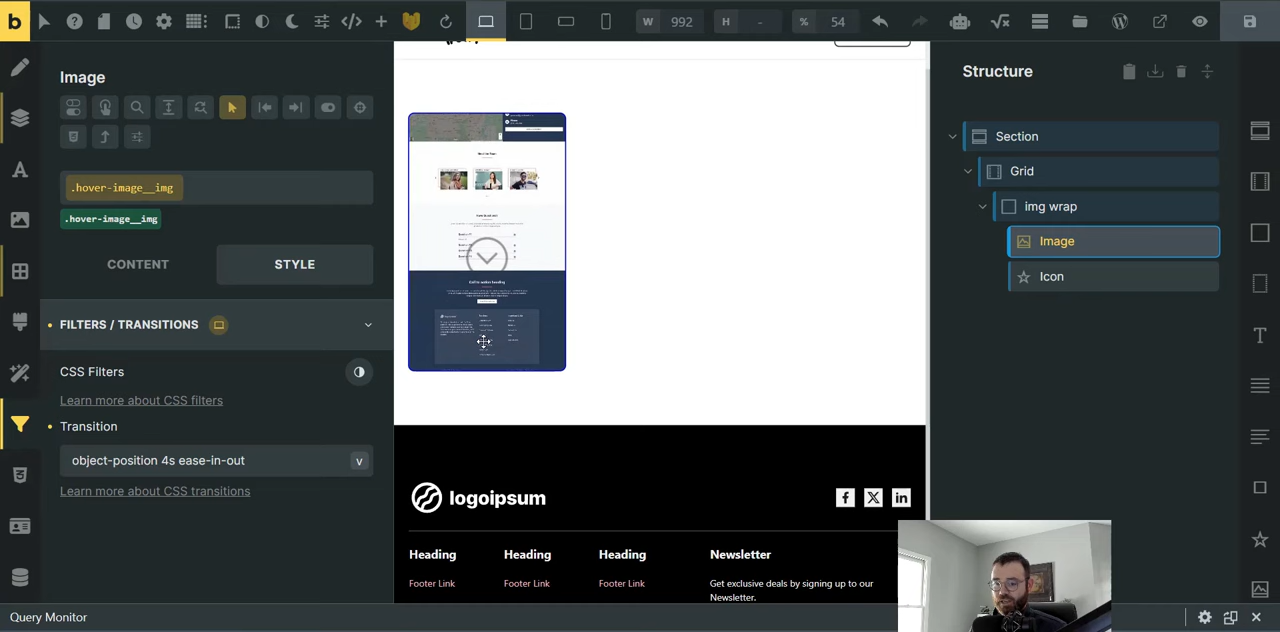 b
W 992 H - % 54
Image
.hover-image__img
.hover-image__img
CONTENT STYLE
FILTERS / TRANSITIONS
CSS Filters
Learn more about CSS filters
Transition
object-position 4s ease-in-out v
Learn more about CSS transitions
Structure
Section
Grid
img wrap
Image
Icon
logoipsum
Heading Heading Heading Newsletter
Footer Link Footer Link Footer Link Get exclusive deals by signing up to our
Newsletter.
Query Monitor